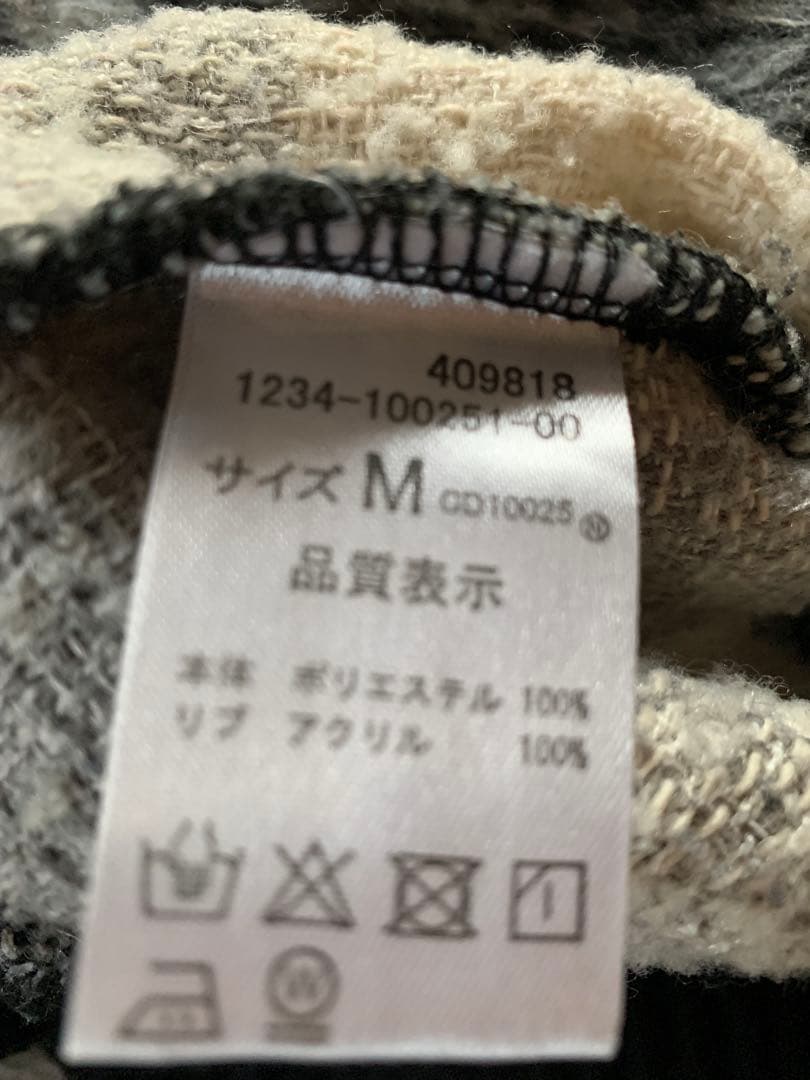 409818
1234-100251-00
サイズ M CD10025 Ⓝ
品質表示
本体 ポリエステル 100%
リブ アクリル 100%
W